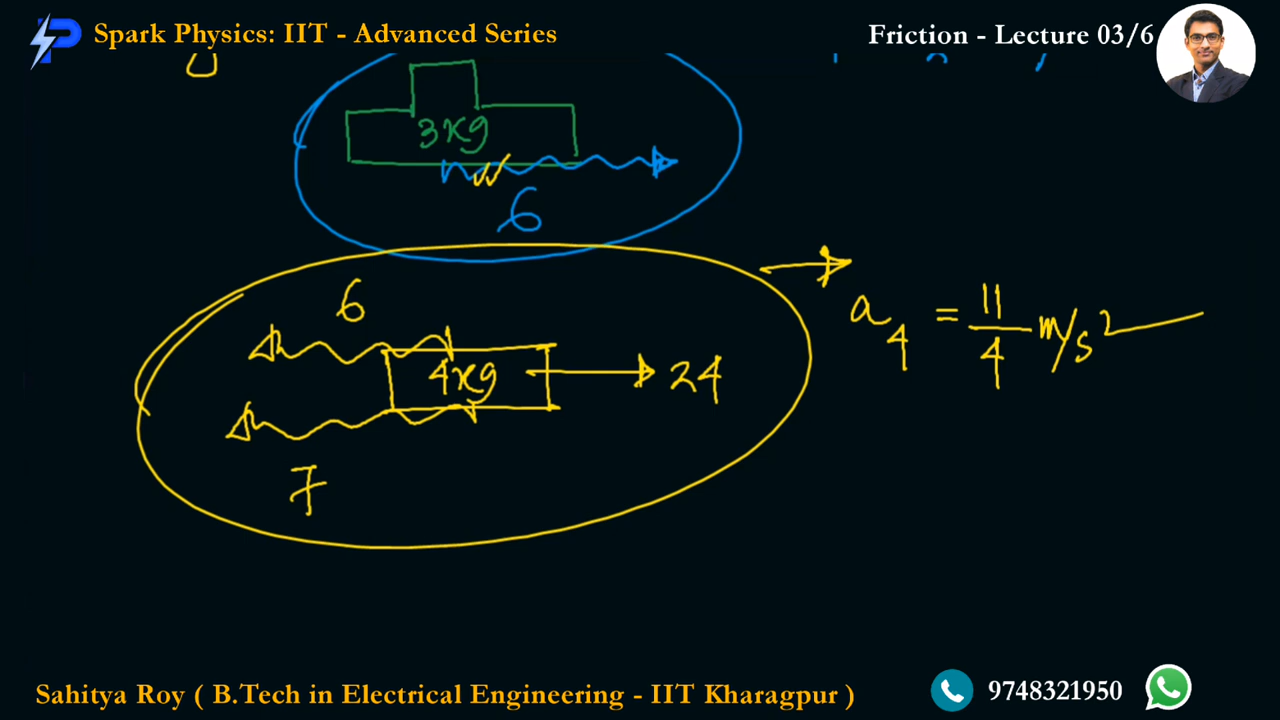 Spark Physics: IIT - Advanced Series
Friction - Lecture 03/6
3kg
6
6
4kg
24
7
a4 = 11/4 m/s2
Sahitya Roy ( B.Tech in Electrical Engineering - IIT Kharagpur )
9748321950